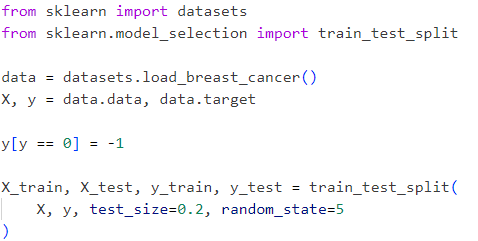 from sklearn import datasets
from sklearn.model_selection import train_test_split
data = datasets.load_breast_cancer()
X, y = data.data, data.target
y[y == 0] = -1
X_train, X_test, y_train, y_test = train_test_split(
    X, y, test_size=0.2, random_state=5
)